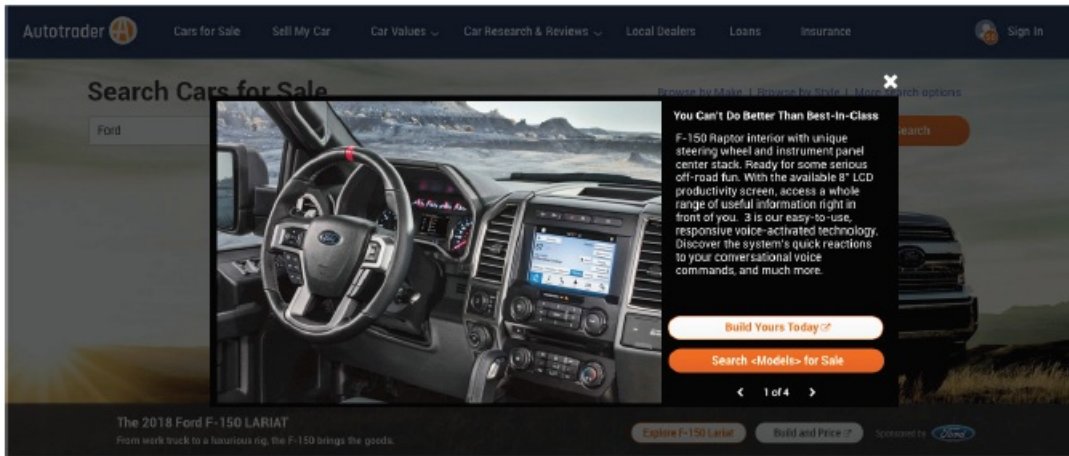 Autotrader
Cars for Sale
Sell My Car
Car Values
Car Research & Reviews
Local Dealers
Loans
Insurance
Sign In
Search Cars for Sale
Browse by Make | Browse by Style | More search options
Ford
Search
You Can't Do Better Than Best-In-Class
F-150 Raptor interior with unique
steering wheel and instrument panel
center stack. Ready for some serious
off-road fun. With the available 8" LCD
productivity screen, access a whole
range of useful information right in
front of you. 3 is our easy-to-use,
responsive voice-activated technology.
Discover the system's quick reactions
to your conversational voice
commands, and much more.
Build Yours Today
Search <Models> for Sale
1 of 4
The 2018 Ford F-150 LARIAT
From work truck to a luxurious rig, the F-150 brings the goods.
Explore F-150 Lariat
Build and Price
Sponsored by Ford